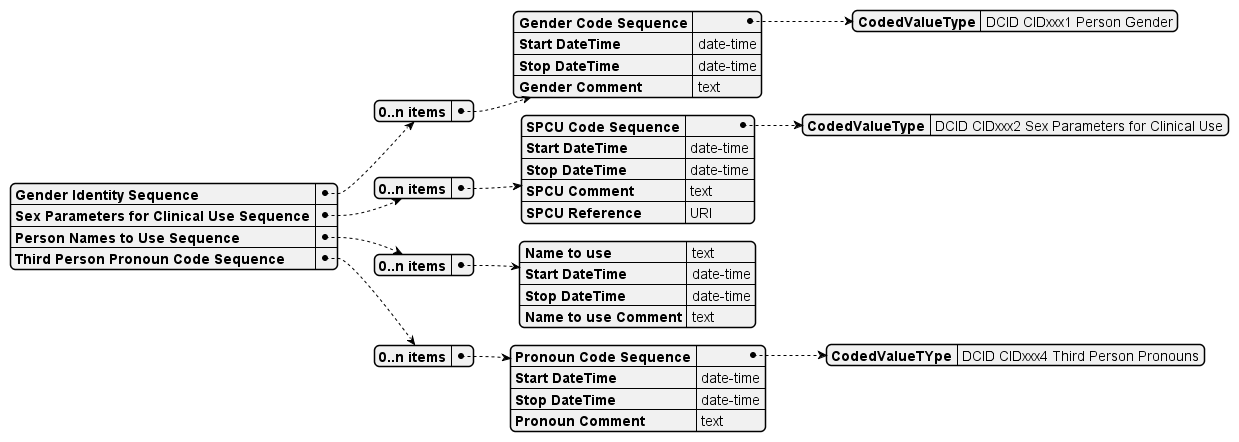 Gender Code Sequence
CodedValueType DCID CIDxxx1 Person Gender
Start DateTime date-time
Stop DateTime date-time
Gender Comment text
0..n items
SPCU Code Sequence
CodedValueType DCID CIDxxx2 Sex Parameters for Clinical Use
Start DateTime date-time
Stop DateTime date-time
SPCU Comment text
SPCU Reference URI
0..n items
Gender Identity Sequence
Sex Parameters for Clinical Use Sequence
Person Names to Use Sequence
Third Person Pronoun Code Sequence
Name to use text
Start DateTime date-time
Stop DateTime date-time
Name to use Comment text
0..n items
0..n items
Pronoun Code Sequence
CodedValueTYpe DCID CIDxxx4 Third Person Pronouns
Start DateTime date-time
Stop DateTime date-time
Pronoun Comment text